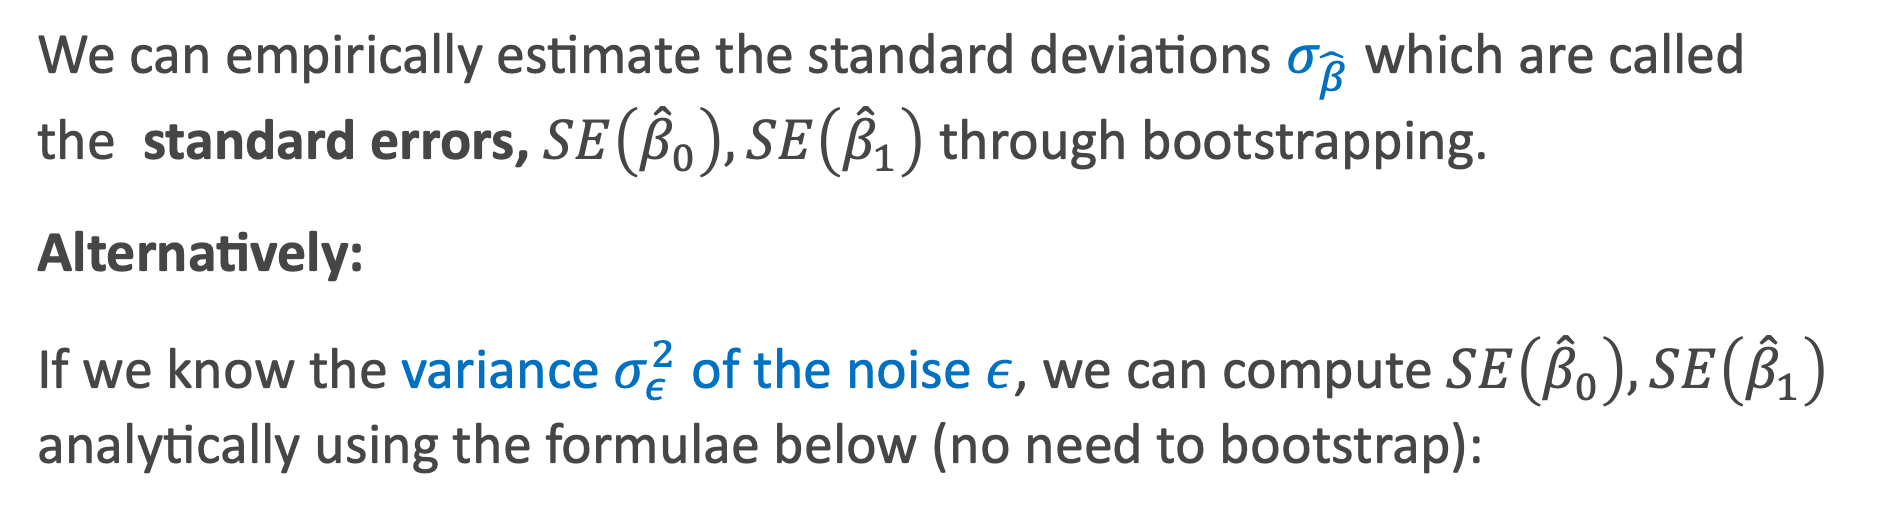 We can empirically estimate the standard deviations σ_β̂ which are called
the standard errors, SE(β̂₀), SE(β̂₁) through bootstrapping.
Alternatively:
If we know the variance σ_ϵ² of the noise ϵ, we can compute SE(β̂₀), SE(β̂₁)
analytically using the formulae below (no need to bootstrap):